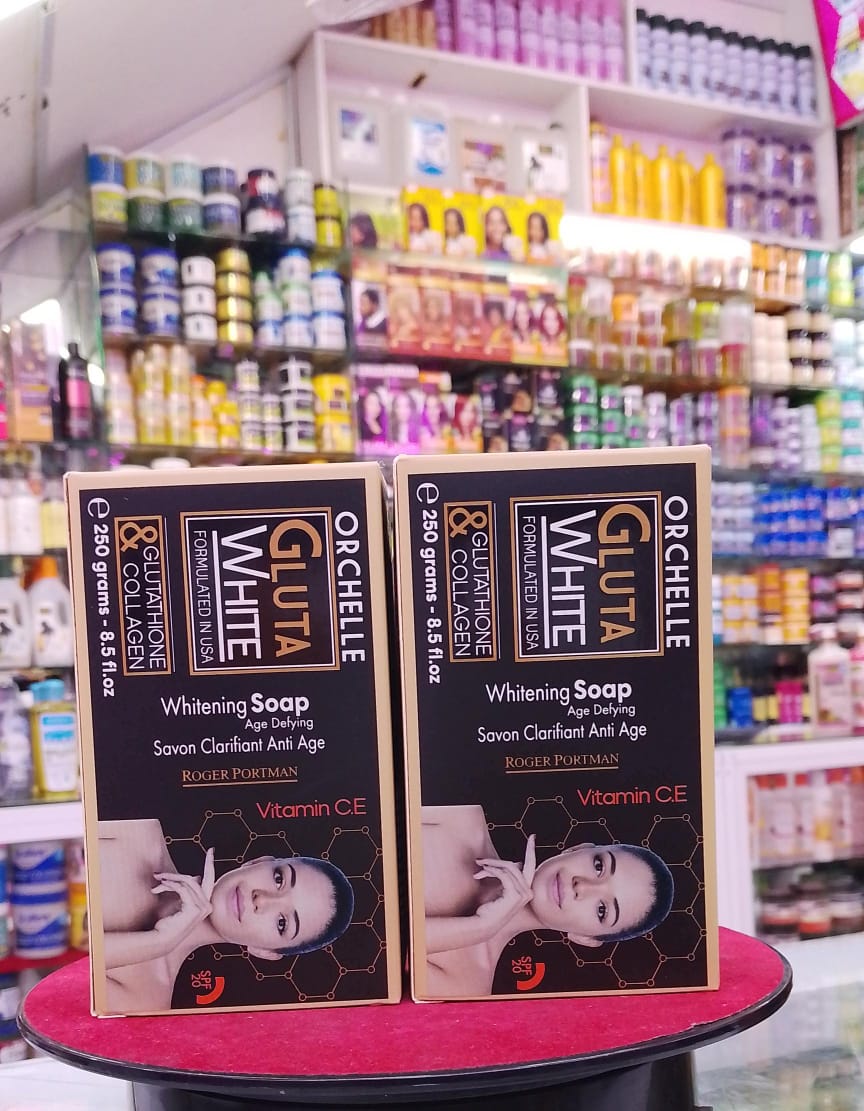 ORCHELLE
GLUTA
WHITE
FORMULATED IN USA
GLUTATHIONE
& COLLAGEN
℮ 250 grams - 8.5 fl.oz
Whitening Soap
Age Defying
Savon Clarifiant Anti Age
ROGER PORTMAN
Vitamin C.E
SPF
20
ORCHELLE
GLUTA
WHITE
FORMULATED IN USA
GLUTATHIONE
& COLLAGEN
℮ 250 grams - 8.5 fl.oz
Whitening Soap
Age Defying
Savon Clarifiant Anti Age
ROGER PORTMAN
Vitamin C.E
SPF
20